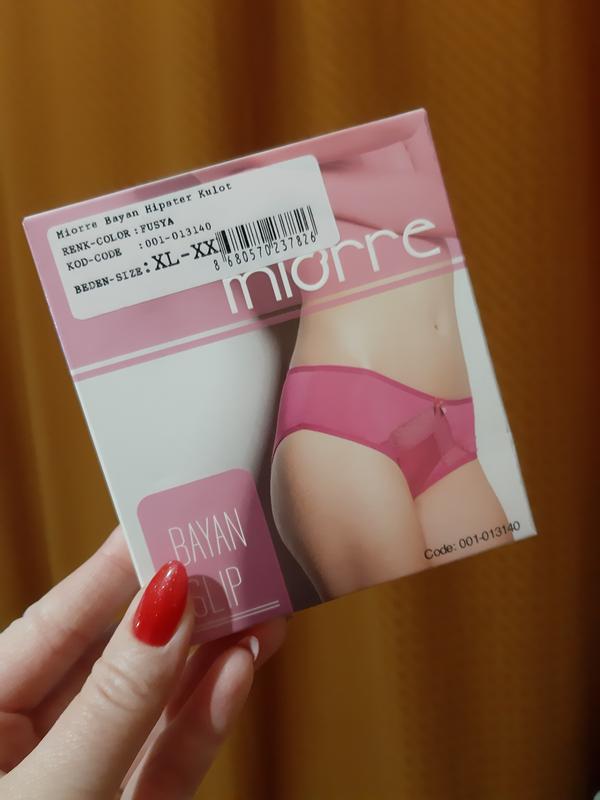 Miorre Bayan Hipster Kulot
RENK-COLOR :FUSYA
KOD-CODE :001-013140
BEDEN-SIZE:XL-XX
8 680570 237826
miorre
BAYAN
SLIP
Code: 001-013140